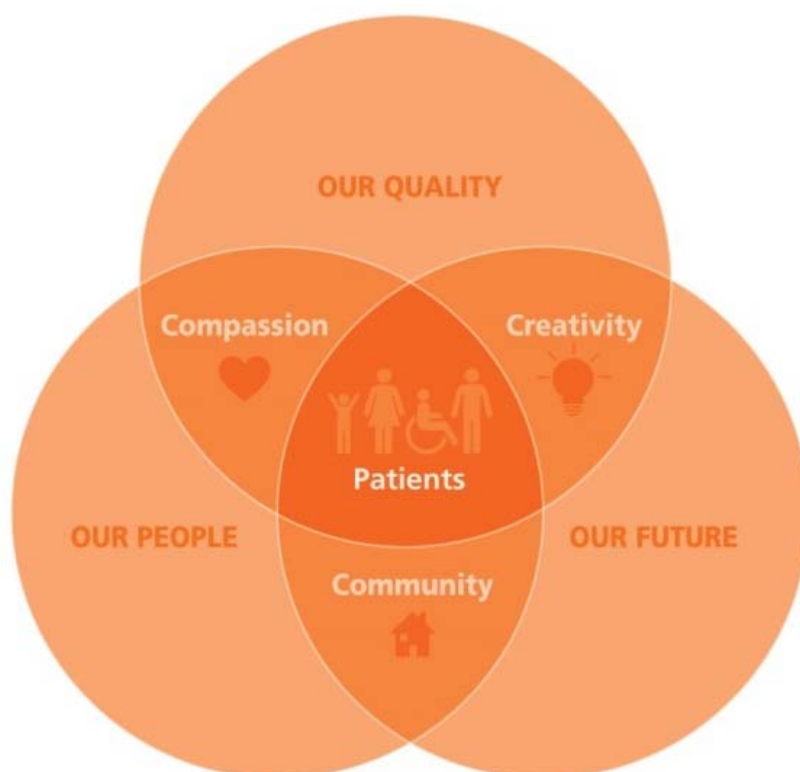 OUR QUALITY
Compassion
Creativity
Patients
OUR PEOPLE
OUR FUTURE
Community